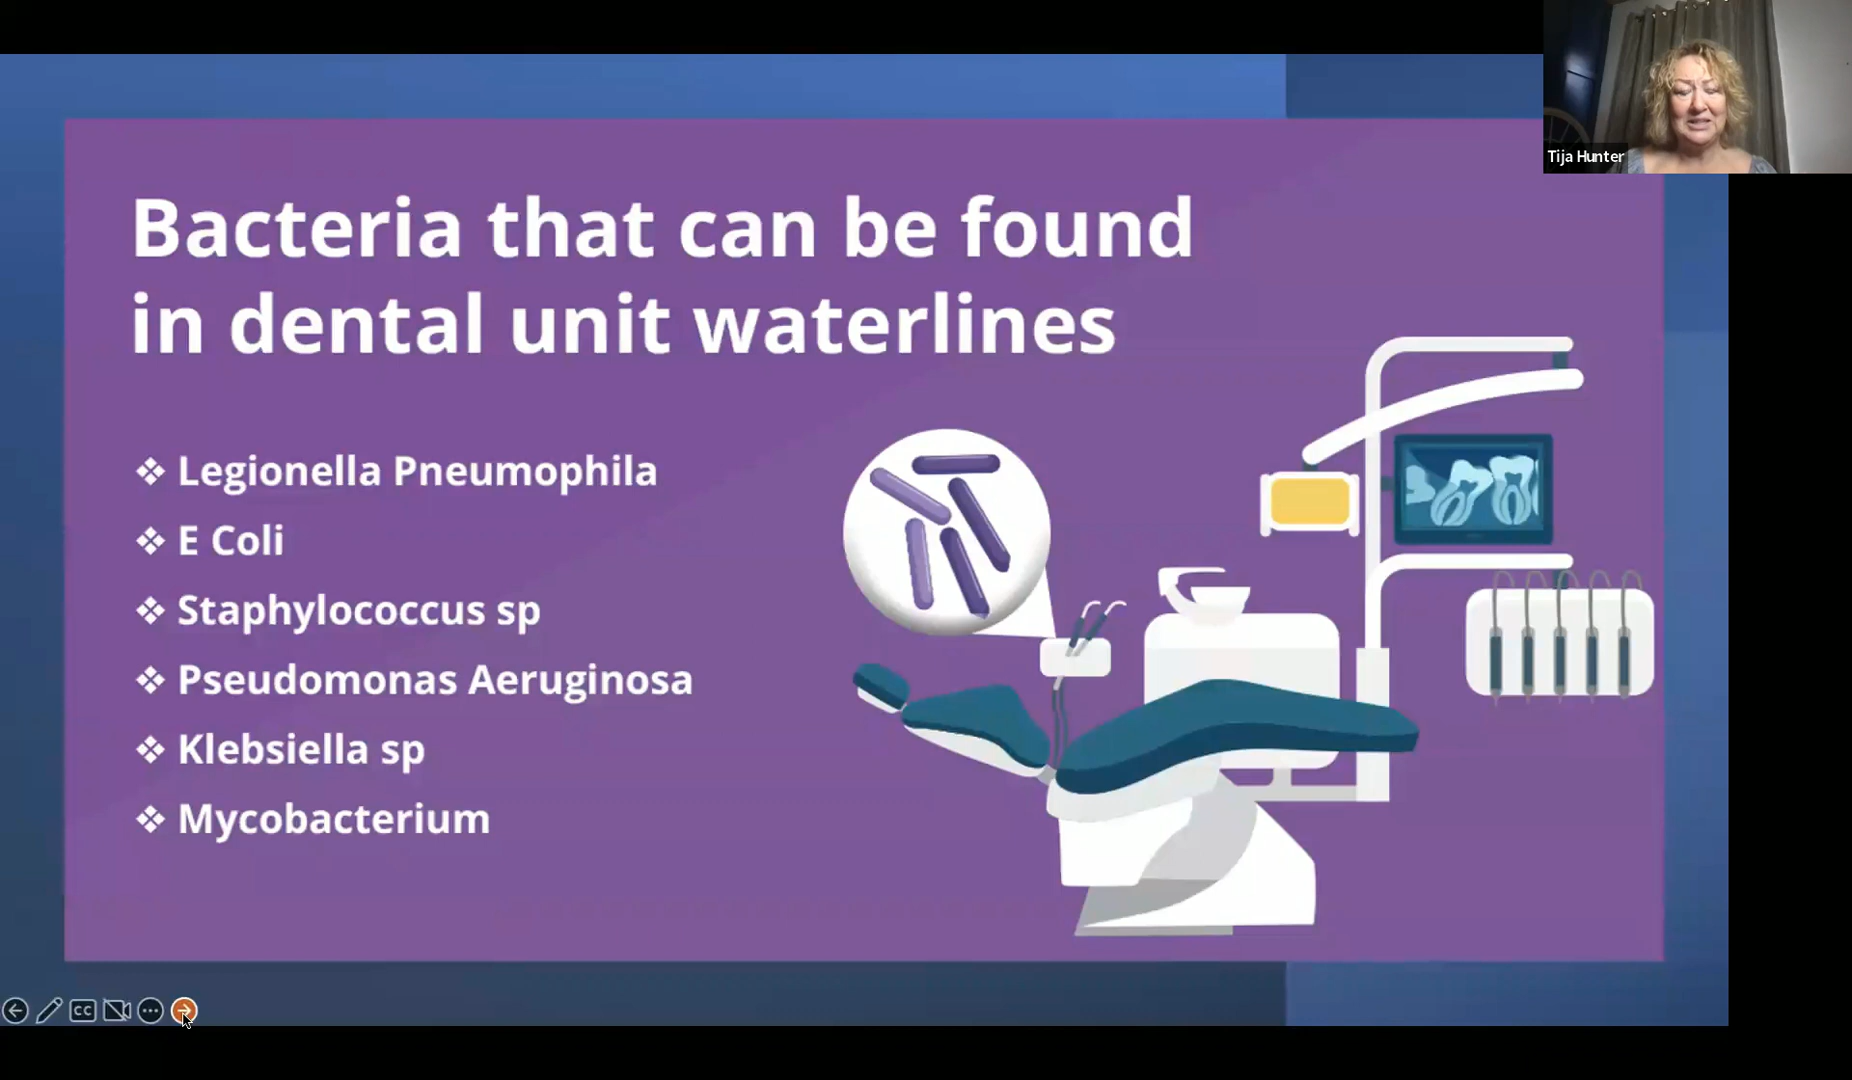 Tija Hunter
Bacteria that can be found
in dental unit waterlines
❖ Legionella Pneumophila
❖ E Coli
❖ Staphylococcus sp
❖ Pseudomonas Aeruginosa
❖ Klebsiella sp
❖ Mycobacterium
CC